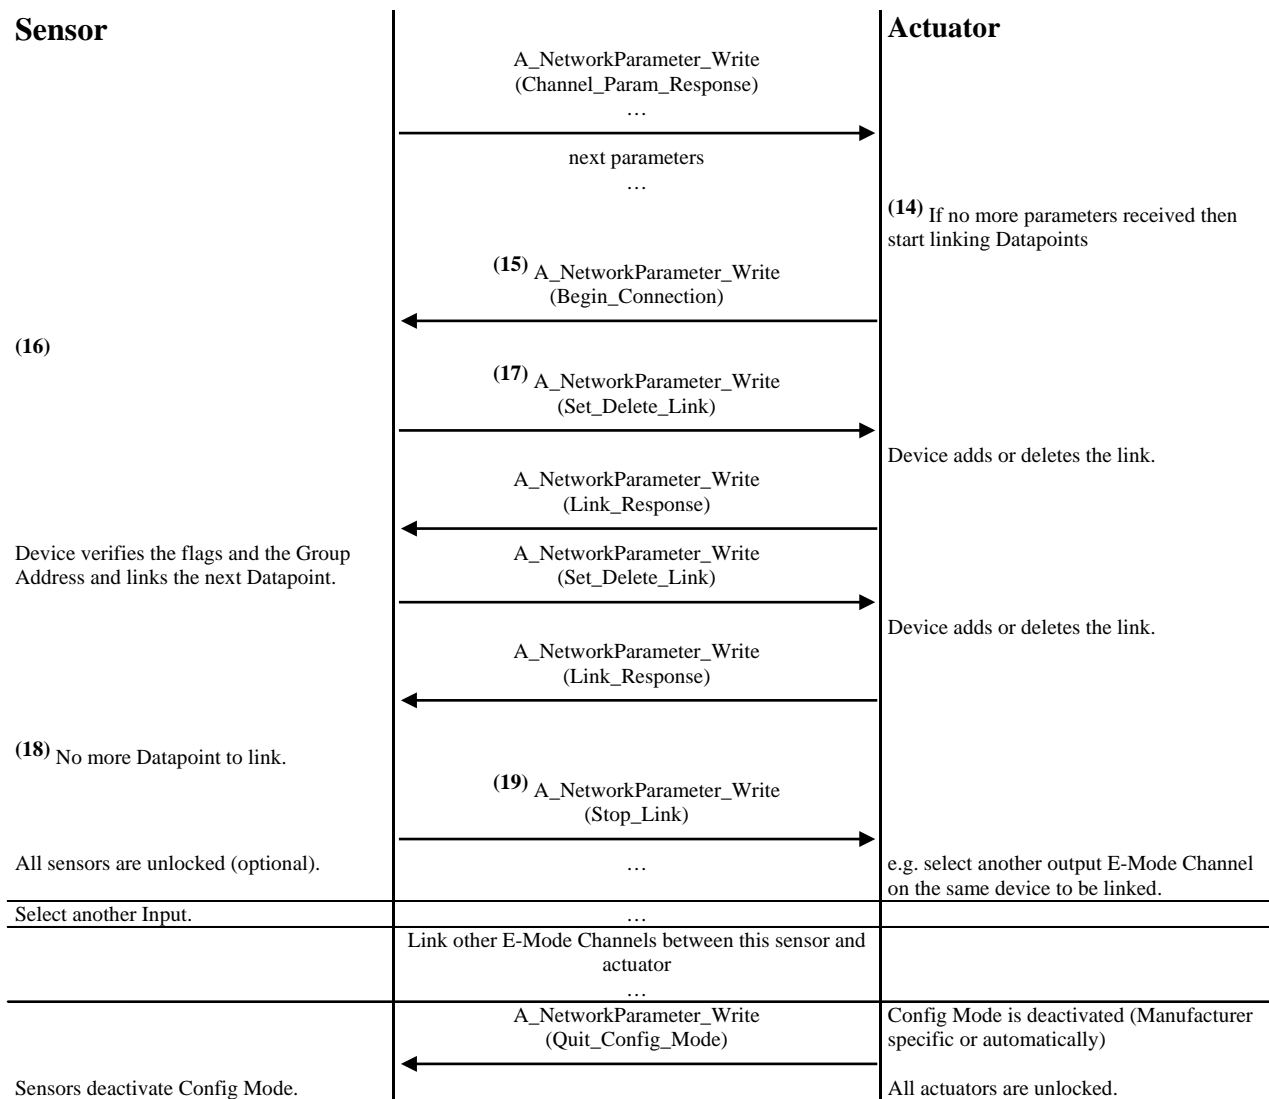 Sensor
Actuator
A_NetworkParameter_Write
(Channel_Param_Response)
…
next parameters
…
(14) If no more parameters received then
start linking Datapoints
(15) A_NetworkParameter_Write
(Begin_Connection)
(16)
(17) A_NetworkParameter_Write
(Set_Delete_Link)
Device adds or deletes the link.
A_NetworkParameter_Write
(Link_Response)
Device verifies the flags and the Group
Address and links the next Datapoint.
A_NetworkParameter_Write
(Set_Delete_Link)
Device adds or deletes the link.
A_NetworkParameter_Write
(Link_Response)
(18) No more Datapoint to link.
(19) A_NetworkParameter_Write
(Stop_Link)
All sensors are unlocked (optional).
…
e.g. select another output E-Mode Channel
on the same device to be linked.
Select another Input.
…
Link other E-Mode Channels between this sensor and
actuator
…
A_NetworkParameter_Write
(Quit_Config_Mode)
Config Mode is deactivated (Manufacturer
specific or automatically)
Sensors deactivate Config Mode.
All actuators are unlocked.